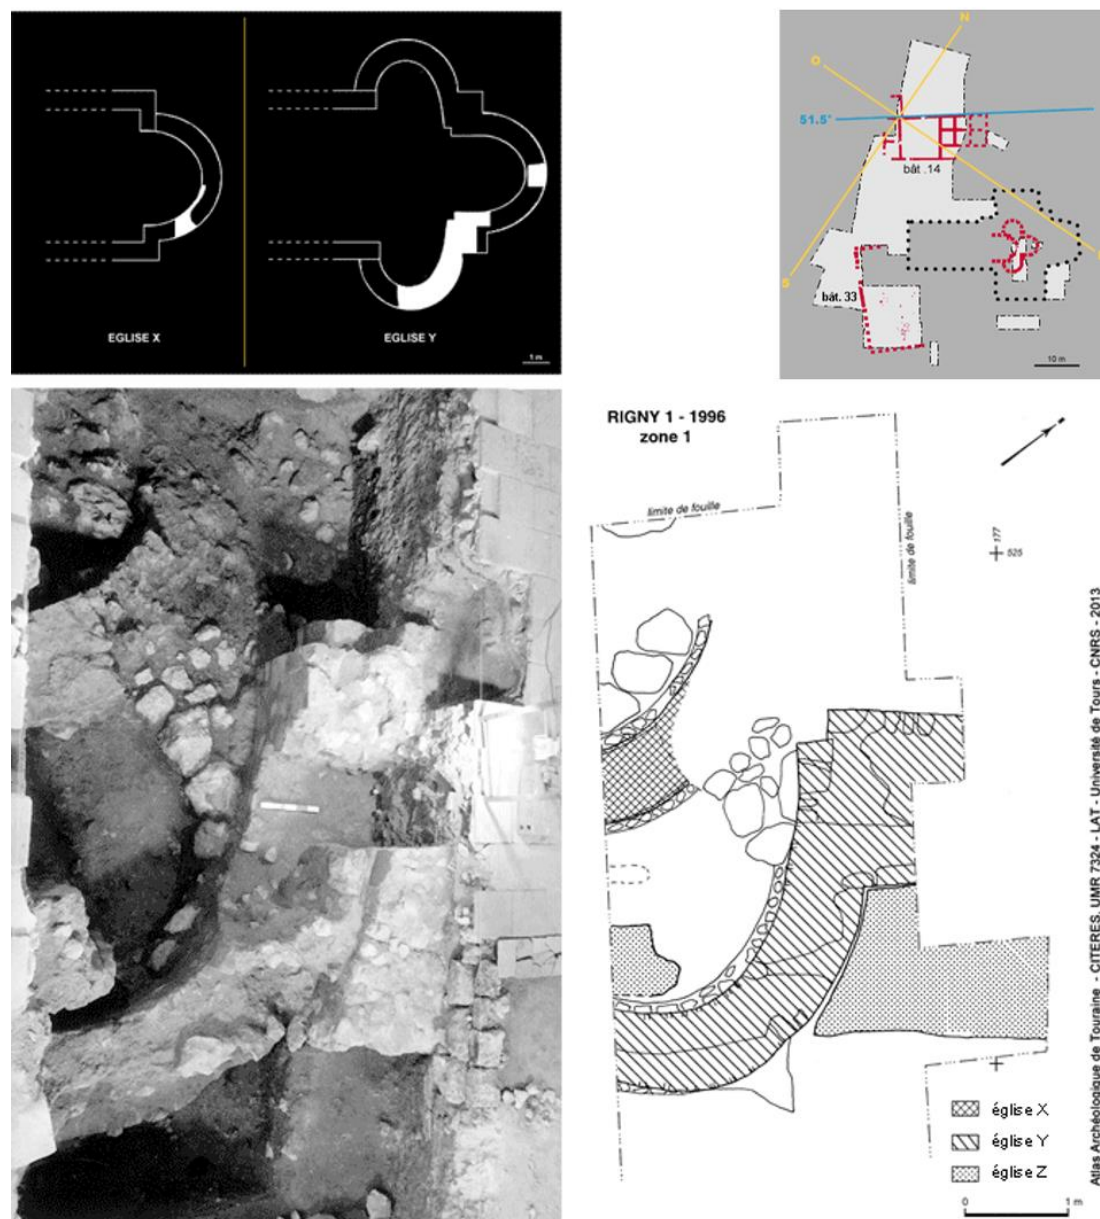 EGLISE X
EGLISE Y
1 m
N
O
51.5°
bât .14
S
bât. 33
10 m
RIGNY 1 - 1996
zone 1
limite de fouille
limite de fouille
177
525
église X
église Y
église Z
0 1 m
Atlas Archéologique de Touraine - CITERES, UMR 7324 - LAT - Université de Tours - CNRS - 2013